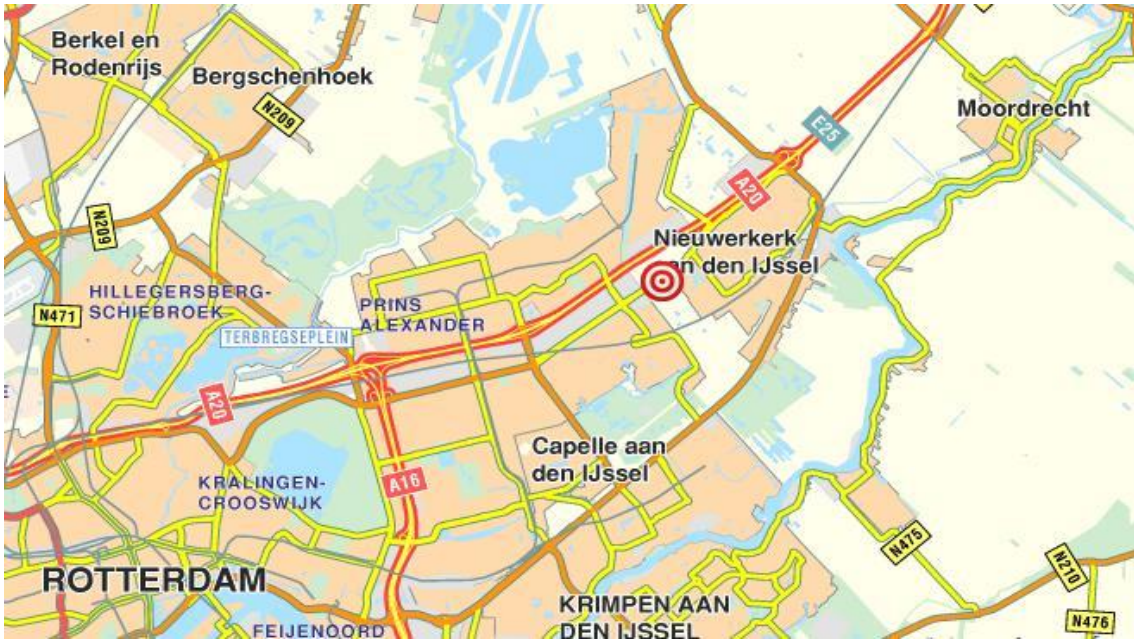 Berkel en
Rodenrijs
Bergschenhoek
N209
Moordrecht
E25
A20
N209
Nieuwerkerk
an den IJssel
HILLEGERSBERG-
SCHIEBROEK
PRINS
ALEXANDER
N471
TERBREGSEPLEIN
A20
Capelle aan
den IJssel
KRALINGEN-
CROOSWIJK
A16
N475
N210
ROTTERDAM
KRIMPEN AAN
DEN IJSSEL
FEIJENOORD
N476